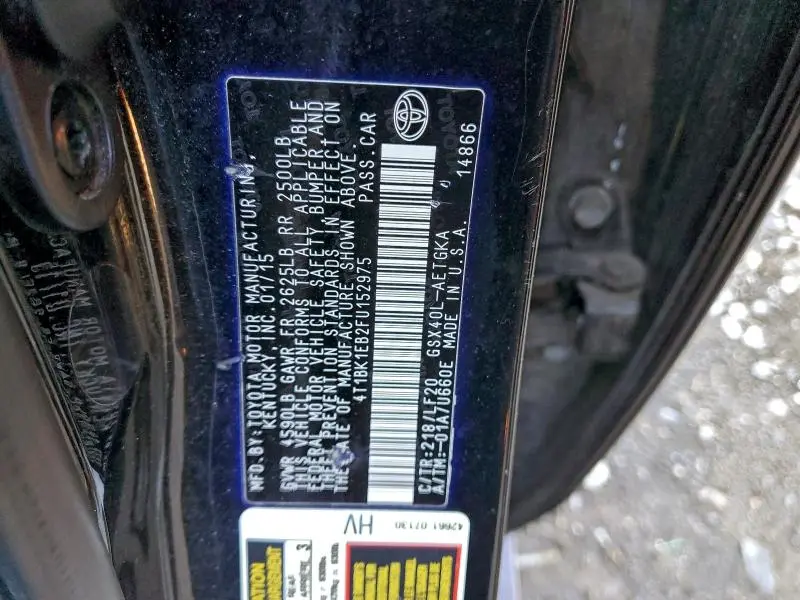 MFD.BY:TOYOTA MOTOR MANUFACTURING,
KENTUCKY, INC. 01/15
GVWR 4590LB GAWR FR 2625LB RR 2500LB
THIS VEHICLE CONFORMS TO ALL APPLICABLE
FEDERAL MOTOR VEHICLE SAFETY BUMPER, AND
THEFT PREVENTION STANDARDS IN EFFECT ON
THE DATE OF MANUFACTURE SHOWN ABOVE.
4T1BK1EB2FU152975 PASS. CAR
C/TR:218/LF20 GSX40L-AETGKA 14866
A/TM:-01A/U660E MADE IN U.S.A.
HV
42661 07130